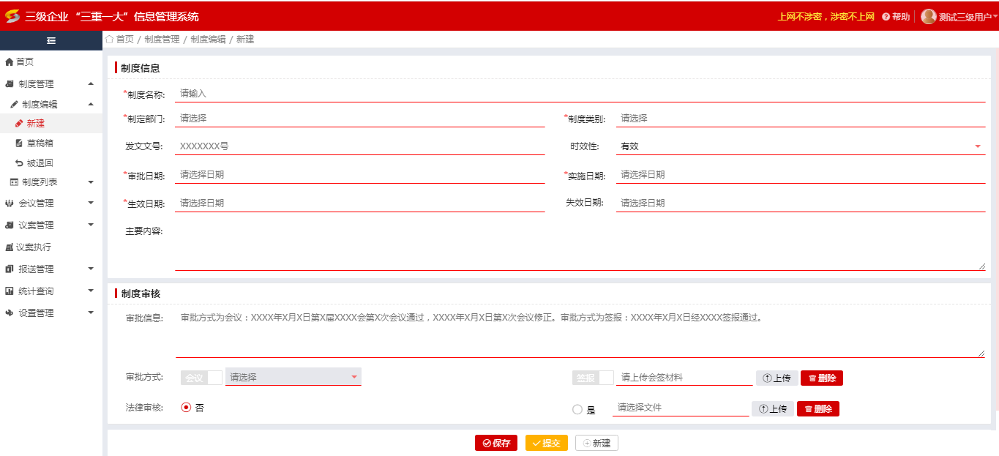 三级企业“三重一大”信息管理系统
上网不涉密，涉密不上网 帮助 测试三级用户
首页 / 制度管理 / 制度编辑 / 新建
首页
制度管理
制度编辑
新建
草稿箱
被退回
制度列表
会议管理
议案管理
议案执行
报送管理
统计查询
设置管理
制度信息
*制度名称: 请输入
*制定部门: 请选择 *制度类别: 请选择
发文文号: XXXXXXX号 时效性: 有效
*审批日期: 请选择日期 *实施日期: 请选择日期
*生效日期: 请选择日期 失效日期: 请选择日期
主要内容:
制度审核
审批信息: 审批方式为会议：XXXX年X月X日第X届XXXX会第X次会议通过，XXXX年X月X日第X次会议修正。审批方式为签报：XXXX年X月X日经XXXX签报通过。
审批方式: 会议 请选择 签报 请上传会签材料 上传 删除
法律审核: 否 是 请选择文件 上传 删除
保存 提交 新建